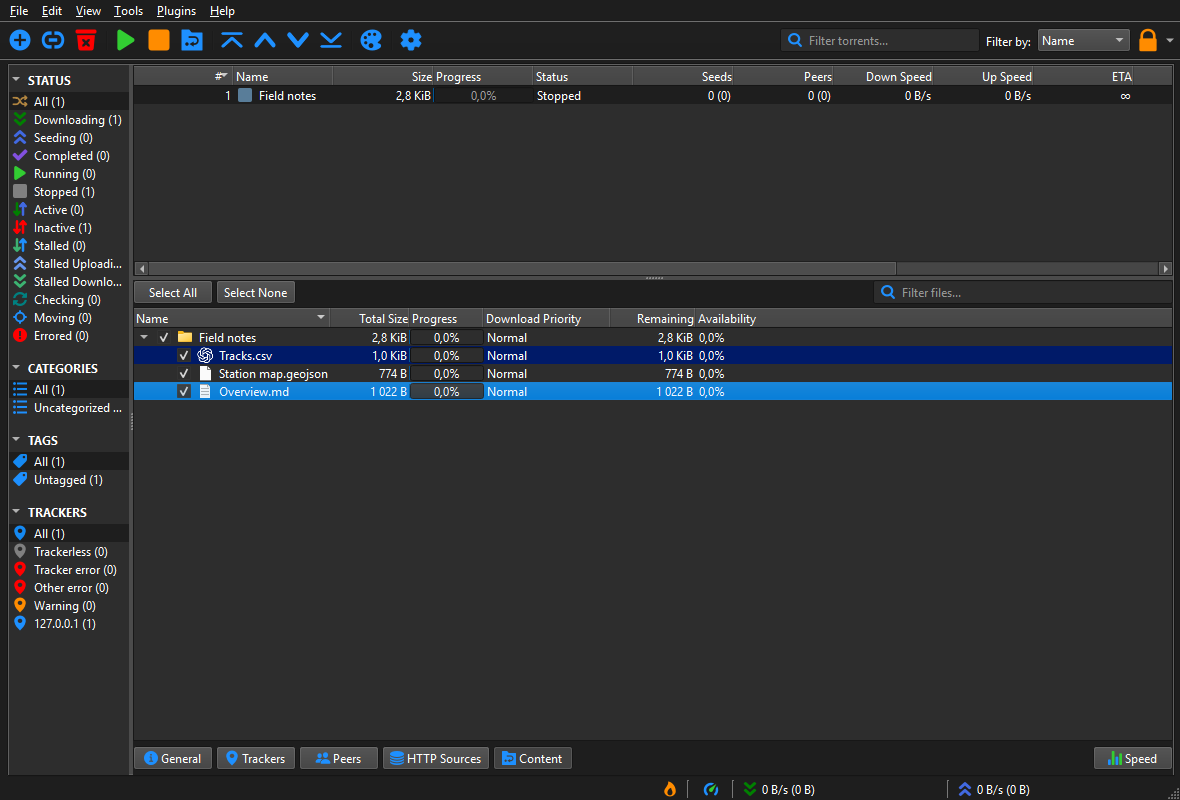 File Edit View Tools Plugins Help
Filter torrents... Filter by: Name
STATUS
All (1)
Downloading (1)
Seeding (0)
Completed (0)
Running (0)
Stopped (1)
Active (0)
Inactive (1)
Stalled (0)
Stalled Uploadi...
Stalled Downlo...
Checking (0)
Moving (0)
Errored (0)
CATEGORIES
All (1)
Uncategorized ...
TAGS
All (1)
Untagged (1)
TRACKERS
All (1)
Trackerless (0)
Tracker error (0)
Other error (0)
Warning (0)
127.0.0.1 (1)
# Name Size Progress Status Seeds Peers Down Speed Up Speed ETA
1 Field notes 2,8 KiB 0,0% Stopped 0 (0) 0 (0) 0 B/s 0 B/s ∞
Select All Select None Filter files...
Name Total Size Progress Download Priority Remaining Availability
Field notes 2,8 KiB 0,0% Normal 2,8 KiB 0,0%
Tracks.csv 1,0 KiB 0,0% Normal 1,0 KiB 0,0%
Station map.geojson 774 B 0,0% Normal 774 B 0,0%
Overview.md 1 022 B 0,0% Normal 1 022 B 0,0%
General Trackers Peers HTTP Sources Content Speed
0 B/s (0 B) 0 B/s (0 B)